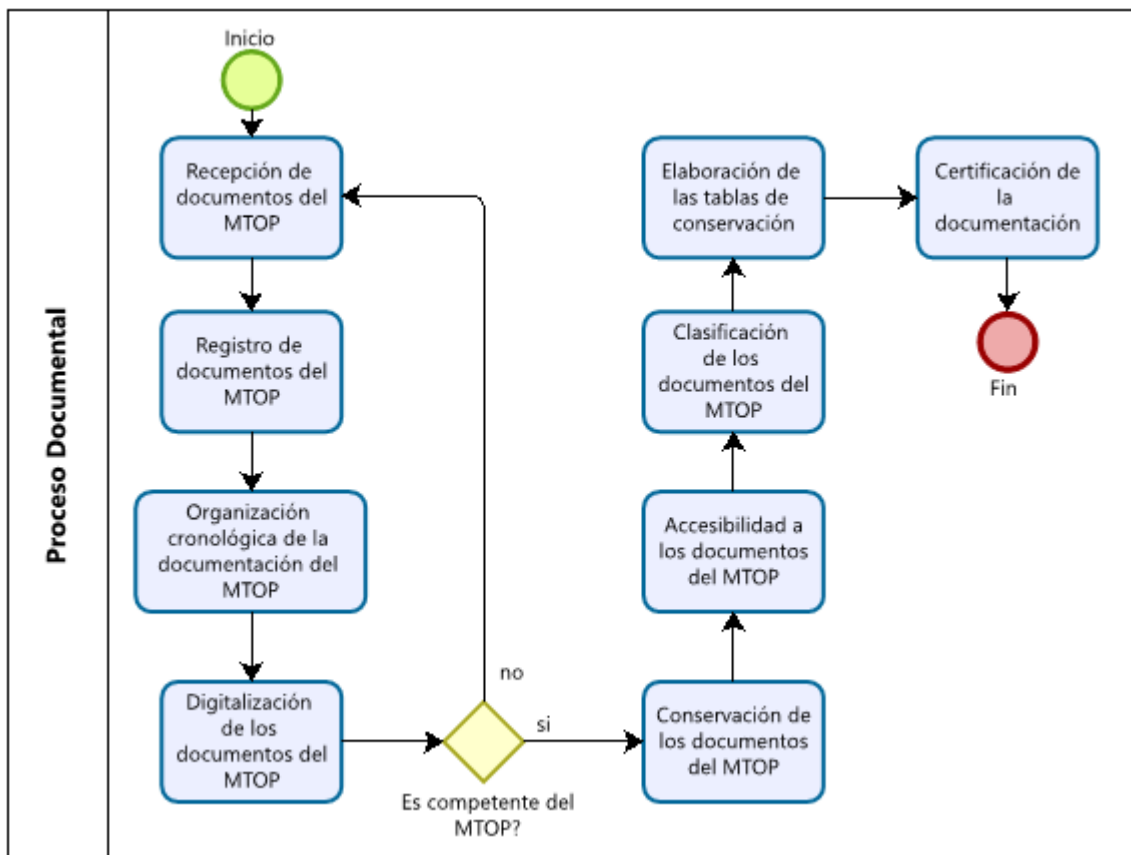 Proceso Documental
Inicio
Recepción de
documentos del
MTOP
Registro de
documentos del
MTOP
Organización
cronológica de la
documentación del
MTOP
Digitalización
de los
documentos del
MTOP
no
si
Es competente del
MTOP?
Conservación de
los documentos
del MTOP
Accesibilidad a
los documentos
del MTOP
Clasificación
de los
documentos del
MTOP
Elaboración de
las tablas de
conservación
Certificación de
la
documentación
Fin